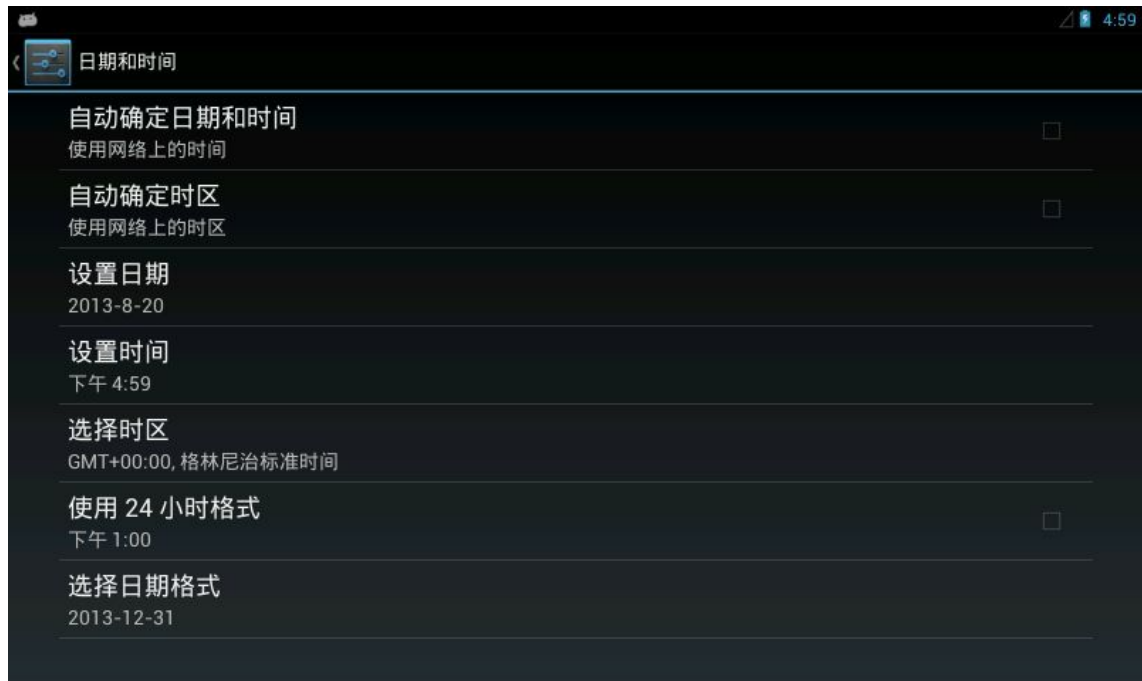 4:59
日期和时间
自动确定日期和时间
使用网络上的时间
自动确定时区
使用网络上的时区
设置日期
2013-8-20
设置时间
下午 4:59
选择时区
GMT+00:00, 格林尼治标准时间
使用 24 小时格式
下午 1:00
选择日期格式
2013-12-31